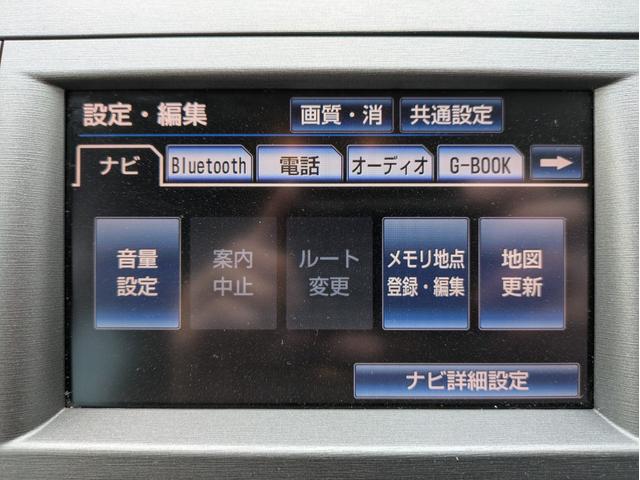 設定・編集 画質・消 共通設定
ナビ Bluetooth 電話 オーディオ G-BOOK
音量 案内 ルート メモリ地点 地図
設定 中止 変更 登録・編集 更新
ナビ詳細設定